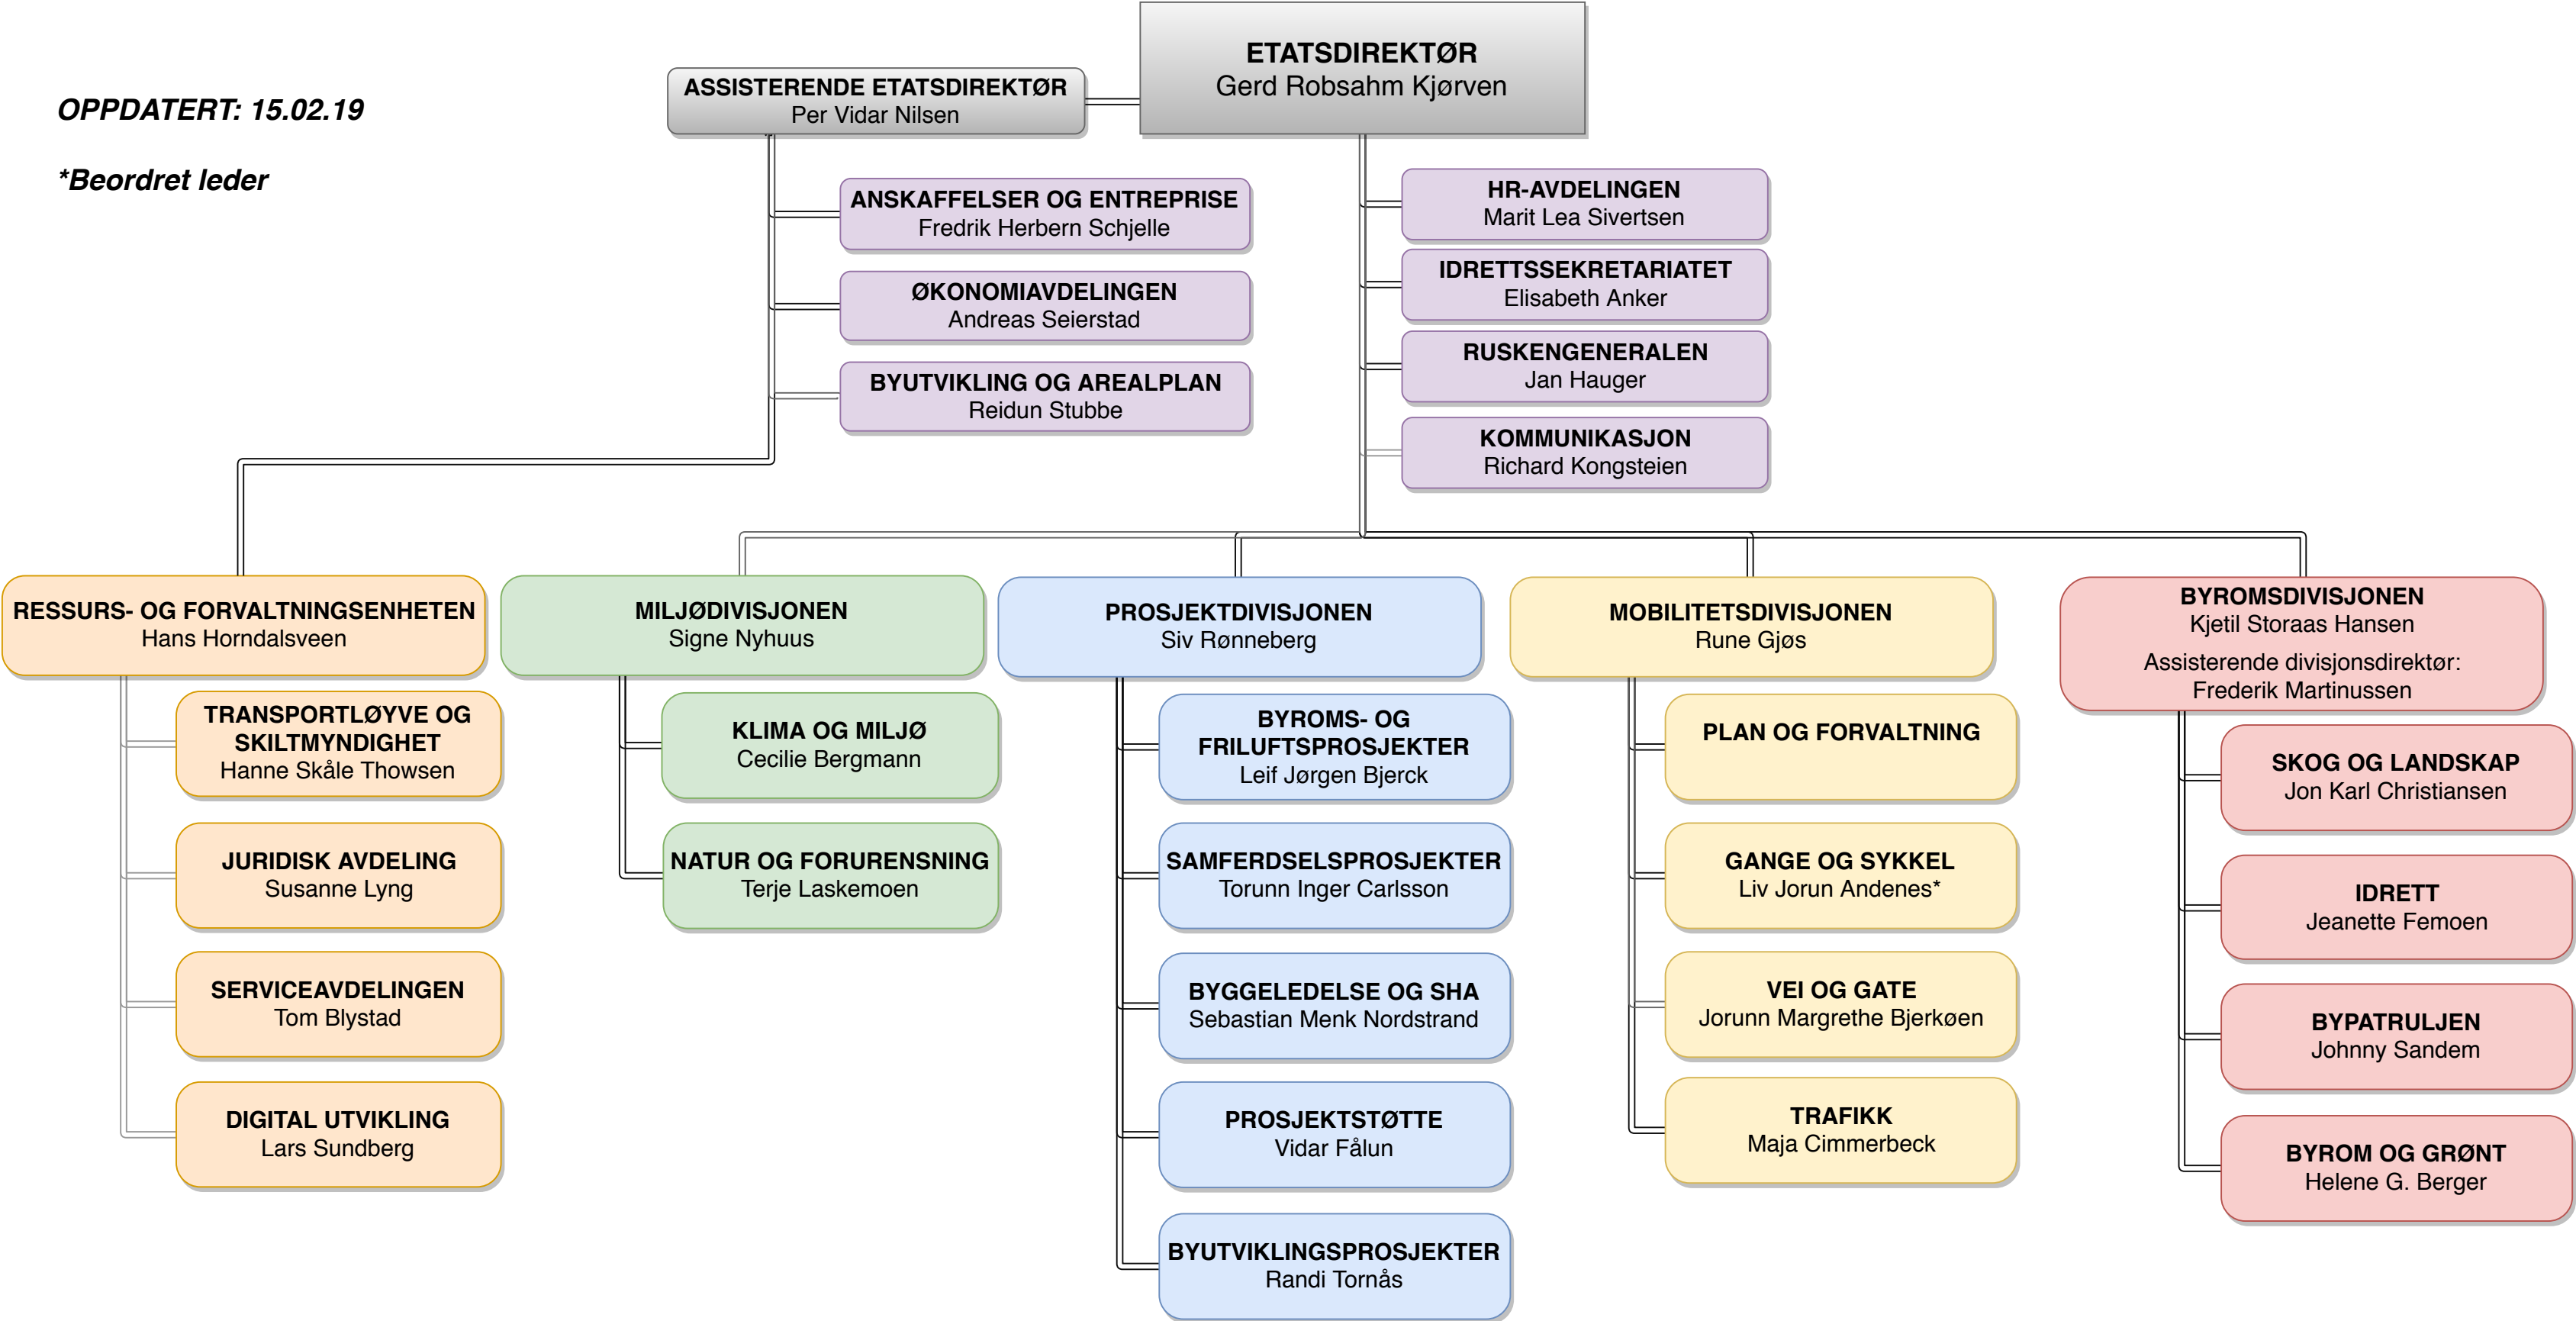 ETATSDIREKTØR
Gerd Robsahm Kjørven
ASSISTERENDE ETATSDIREKTØR
Per Vidar Nilsen
OPPDATERT: 15.02.19
*Beordret leder
ANSKAFFELSER OG ENTREPRISE
Fredrik Herbern Schjelle
ØKONOMIAVDELINGEN
Andreas Seierstad
BYUTVIKLING OG AREALPLAN
Reidun Stubbe
HR-AVDELINGEN
Marit Lea Sivertsen
IDRETTSSEKRETARIATET
Elisabeth Anker
RUSKENGENERALEN
Jan Hauger
KOMMUNIKASJON
Richard Kongsteien
RESSURS- OG FORVALTNINGSENHETEN
Hans Horndalsveen
TRANSPORTLØYVE OG
SKILTMYNDIGHET
Hanne Skåle Thowsen
JURIDISK AVDELING
Susanne Lyng
SERVICEAVDELINGEN
Tom Blystad
DIGITAL UTVIKLING
Lars Sundberg
MILJØDIVISJONEN
Signe Nyhuus
KLIMA OG MILJØ
Cecilie Bergmann
NATUR OG FORURENSNING
Terje Laskemoen
PROSJEKTDIVISJONEN
Siv Rønneberg
BYROMS- OG
FRILUFTSPROSJEKTER
Leif Jørgen Bjerck
SAMFERDSELSPROSJEKTER
Torunn Inger Carlsson
BYGGELEDELSE OG SHA
Sebastian Menk Nordstrand
PROSJEKTSTØTTE
Vidar Fålun
BYUTVIKLINGSPROSJEKTER
Randi Tornås
MOBILITETSDIVISJONEN
Rune Gjøs
PLAN OG FORVALTNING
GANGE OG SYKKEL
Liv Jorun Andenes*
VEI OG GATE
Jorunn Margrethe Bjerkøen
TRAFIKK
Maja Cimmerbeck
BYROMSDIVISJONEN
Kjetil Storaas Hansen
Assisterende divisjonsdirektør:
Frederik Martinussen
SKOG OG LANDSKAP
Jon Karl Christiansen
IDRETT
Jeanette Femoen
BYPATRULJEN
Johnny Sandem
BYROM OG GRØNT
Helene G. Berger